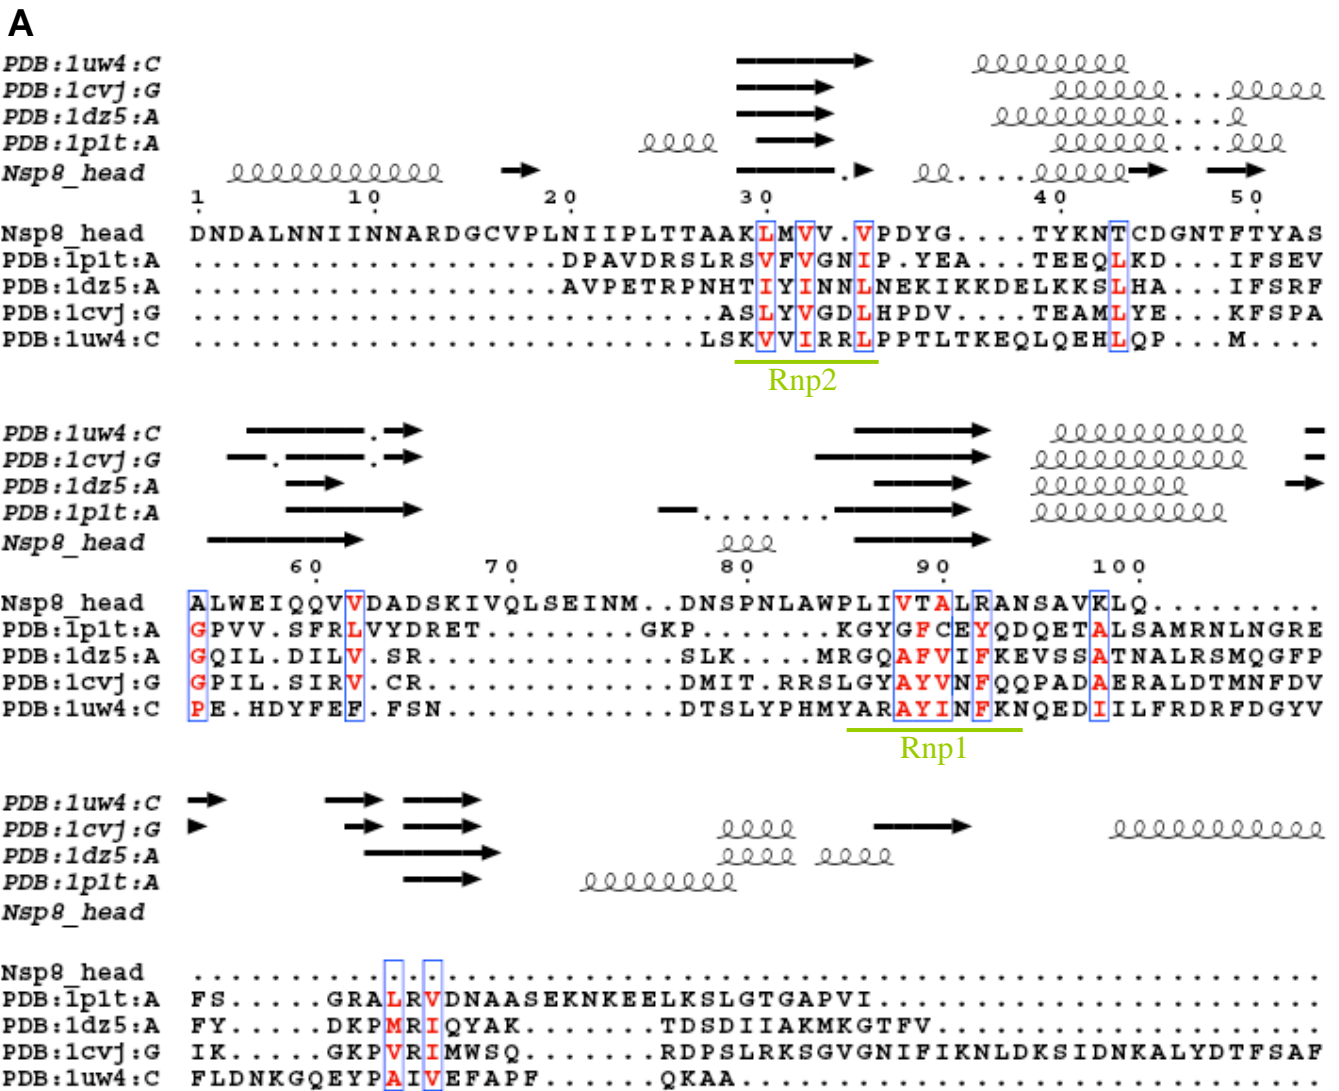 A
PDB:1uw4:C
PDB:1cvj:G
PDB:1dz5:A
PDB:1p1t:A
Nsp8_head
1 10 20 30 40 50
Nsp8_head DNDALNNIINNARDGCVPLNIIPLTTAAKLMVV.VPDYG....TYKNTCDGNTFTYAS
PDB:1p1t:A ...................DPAVDRSLRSVFVGNIP.YEA...TEEQLKD...IFSEV
PDB:1dz5:A ...................AVPETRPNHTIYINNLNEKIKKDELKKSLHA...IFSRF
PDB:1cvj:G ...........................ASLYVGDLHPDV....TEAMLYE...KFSPA
PDB:1uw4:C ..........................LSKVVIRRLPPTLTKEQLQEHLQP...M....
Rnp2
PDB:1uw4:C
PDB:1cvj:G
PDB:1dz5:A
PDB:1p1t:A
Nsp8_head
60 70 80 90 100
Nsp8_head ALWEIQQVVDADSKIVQLSEINM..DNSPNLAWPLIVTALRANSAVKLQ.........
PDB:1p1t:A GPVV.SFRLVYDRET.......GKP.......KGYGFCEYQDQETALSAMRNLNGRE
PDB:1dz5:A GQIL.DILV.SR.............SLK....MRGQAFVIFKEVSSATNALRSMQGFP
PDB:1cvj:G GPIL.SIRV.CR.............DMIT.RRSLGYAYVNFQQPADAERALDTMNFDV
PDB:1uw4:C PE.HDYFEF.FSN............DTSLYPHMYARAYINFKNQEDIILFRDRFDGYV
Rnp1
PDB:1uw4:C
PDB:1cvj:G
PDB:1dz5:A
PDB:1p1t:A
Nsp8_head
Nsp8_head ..........................................................
PDB:1p1t:A FS.....GRALRVDNAASEKNKEELKSLGTGAPVI.......................
PDB:1dz5:A FY.....DKPMRIQYAK.......TDSDIIAKMKGTFV....................
PDB:1cvj:G IK.....GKPVRIMWSQ.......RDPSLRKSGVGNIFIKNLDKSIDNKALYDTFSAF
PDB:1uw4:C FLDNKGQEYPAIVEFAPF......QKAA..............................